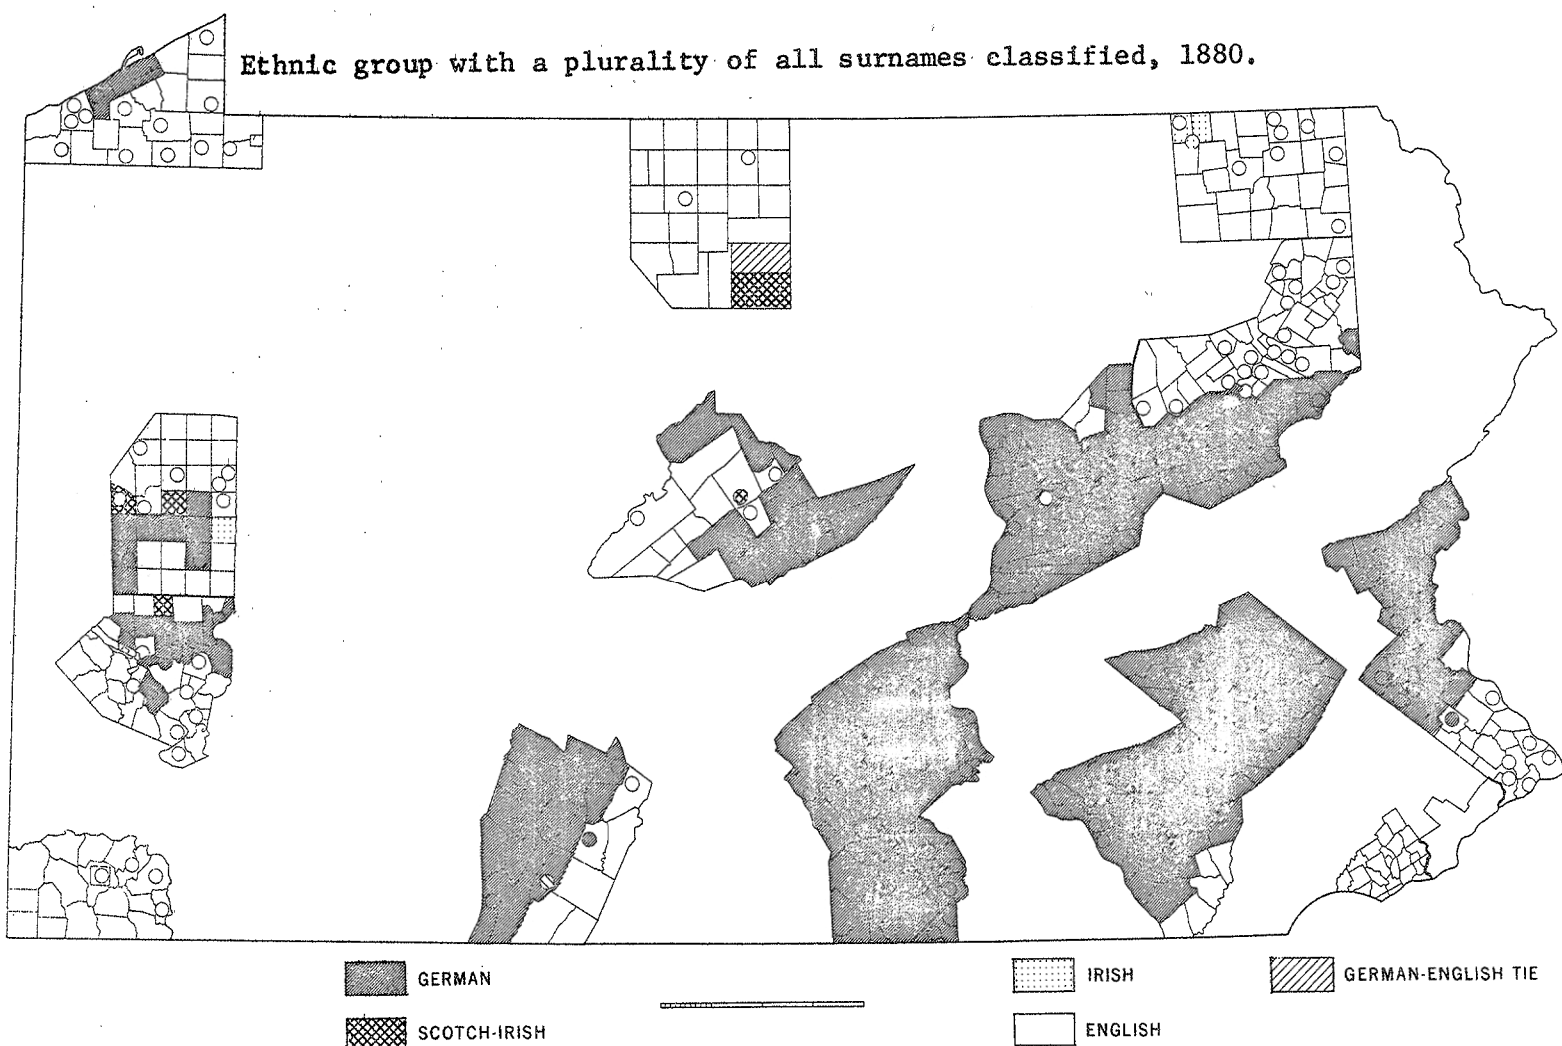 Ethnic group with a plurality of all surnames classified, 1880.
GERMAN
SCOTCH-IRISH
IRISH
ENGLISH
GERMAN-ENGLISH TIE